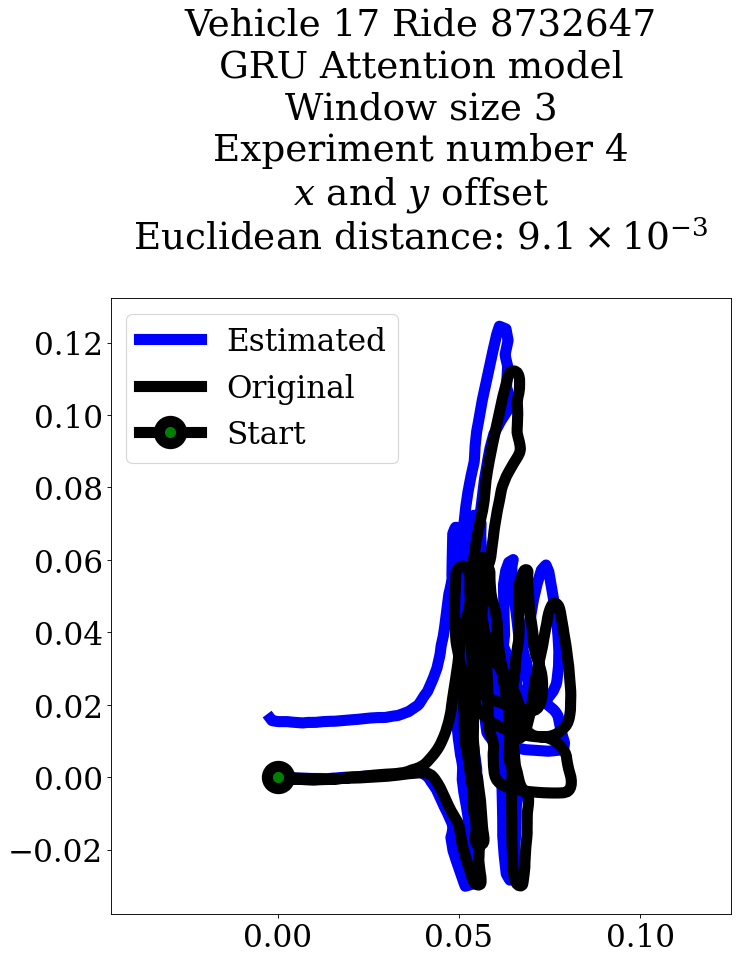 Vehicle 17 Ride 8732647
GRU Attention model
Window size 3
Experiment number 4
x and y offset
Euclidean distance: 9.1 × 10⁻³
Estimated
Original
Start
0.12
0.10
0.08
0.06
0.04
0.02
0.00
−0.02
0.00 0.05 0.10